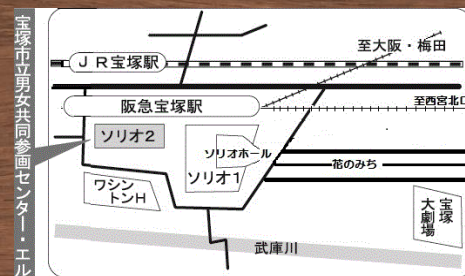 宝塚市立男女共同参画センター・エル
至大阪・梅田
ＪＲ宝塚駅
阪急宝塚駅
至西宮北口
ソリオ2
ソリオホール
ソリオ1
花のみち
ワシン
トンH
宝塚
大劇場
武庫川